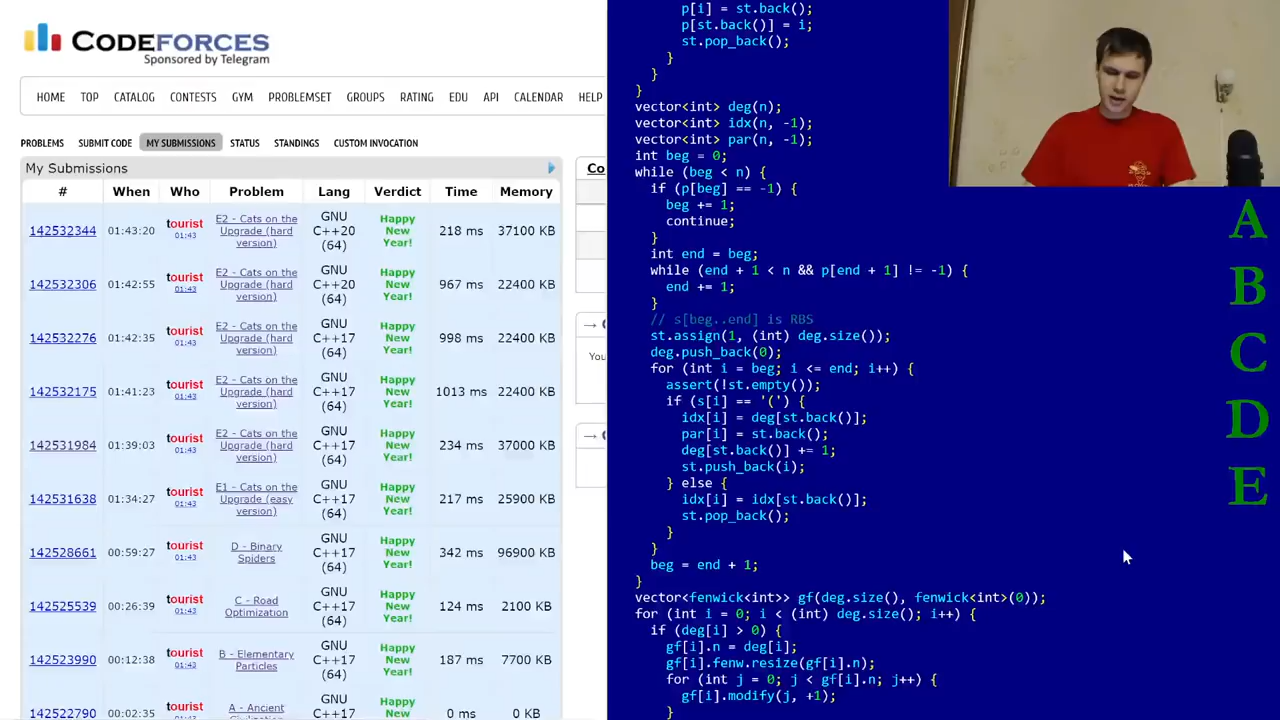 CODEFORCES
Sponsored by Telegram
HOME TOP CATALOG CONTESTS GYM PROBLEMSET GROUPS RATING EDU API CALENDAR HELP
PROBLEMS SUBMIT CODE MY SUBMISSIONS STATUS STANDINGS CUSTOM INVOCATION
My Submissions
# When Who Problem Lang Verdict Time Memory
142532344 01:43:20 tourist 01:43 E2 - Cats on the Upgrade (hard version) GNU C++20 (64) Happy New Year! 218 ms 37100 KB
142532306 01:42:55 tourist 01:43 E2 - Cats on the Upgrade (hard version) GNU C++20 (64) Happy New Year! 967 ms 22400 KB
142532276 01:42:35 tourist 01:43 E2 - Cats on the Upgrade (hard version) GNU C++17 (64) Happy New Year! 998 ms 22400 KB
142532175 01:41:23 tourist 01:43 E2 - Cats on the Upgrade (hard version) GNU C++17 (64) Happy New Year! 1013 ms 22400 KB
142531984 01:39:03 tourist 01:43 E2 - Cats on the Upgrade (hard version) GNU C++17 (64) Happy New Year! 234 ms 37000 KB
142531638 01:34:27 tourist 01:43 E1 - Cats on the Upgrade (easy version) GNU C++17 (64) Happy New Year! 217 ms 25900 KB
142528661 00:59:27 tourist 01:43 D - Binary Spiders GNU C++17 (64) Happy New Year! 342 ms 96900 KB
142525539 00:26:39 tourist 01:43 C - Road Optimization GNU C++17 (64) Happy New Year! 124 ms 2100 KB
142523990 00:12:38 tourist 01:43 B - Elementary Particles GNU C++17 (64) Happy New Year! 187 ms 7700 KB
142522790 00:02:35 tourist A - Ancient GNU C++17 Happy New 0 ms 0 KB
Co
→
You
→
p[i] = st.back();
p[st.back()] = i;
st.pop_back();
}
}
}
vector<int> deg(n);
vector<int> idx(n, -1);
vector<int> par(n, -1);
int beg = 0;
while (beg < n) {
if (p[beg] == -1) {
beg += 1;
continue;
}
int end = beg;
while (end + 1 < n && p[end + 1] != -1) {
end += 1;
}
// s[beg..end] is RBS
st.assign(1, (int) deg.size());
deg.push_back(0);
for (int i = beg; i <= end; i++) {
assert(!st.empty());
if (s[i] == '(') {
idx[i] = deg[st.back()];
par[i] = st.back();
deg[st.back()] += 1;
st.push_back(i);
} else {
idx[i] = idx[st.back()];
st.pop_back();
}
}
beg = end + 1;
}
vector<fenwick<int>> gf(deg.size(), fenwick<int>(0));
for (int i = 0; i < (int) deg.size(); i++) {
if (deg[i] > 0) {
gf[i].n = deg[i];
gf[i].fenw.resize(gf[i].n);
for (int j = 0; j < gf[i].n; j++) {
gf[i].modify(j, +1);
}
A
B
C
D
E